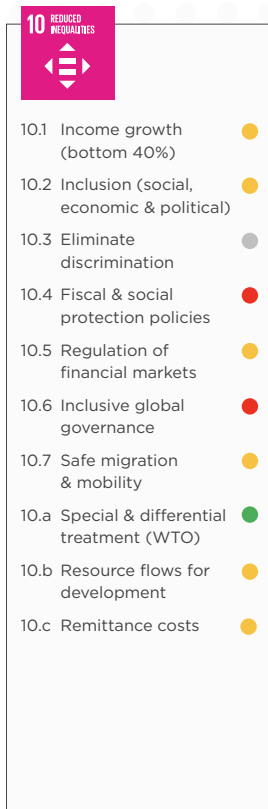 10 REDUCED
INEQUALITIES
10.1 Income growth
(bottom 40%)
10.2 Inclusion (social,
economic & political)
10.3 Eliminate
discrimination
10.4 Fiscal & social
protection policies
10.5 Regulation of
financial markets
10.6 Inclusive global
governance
10.7 Safe migration
& mobility
10.a Special & differential
treatment (WTO)
10.b Resource flows for
development
10.c Remittance costs